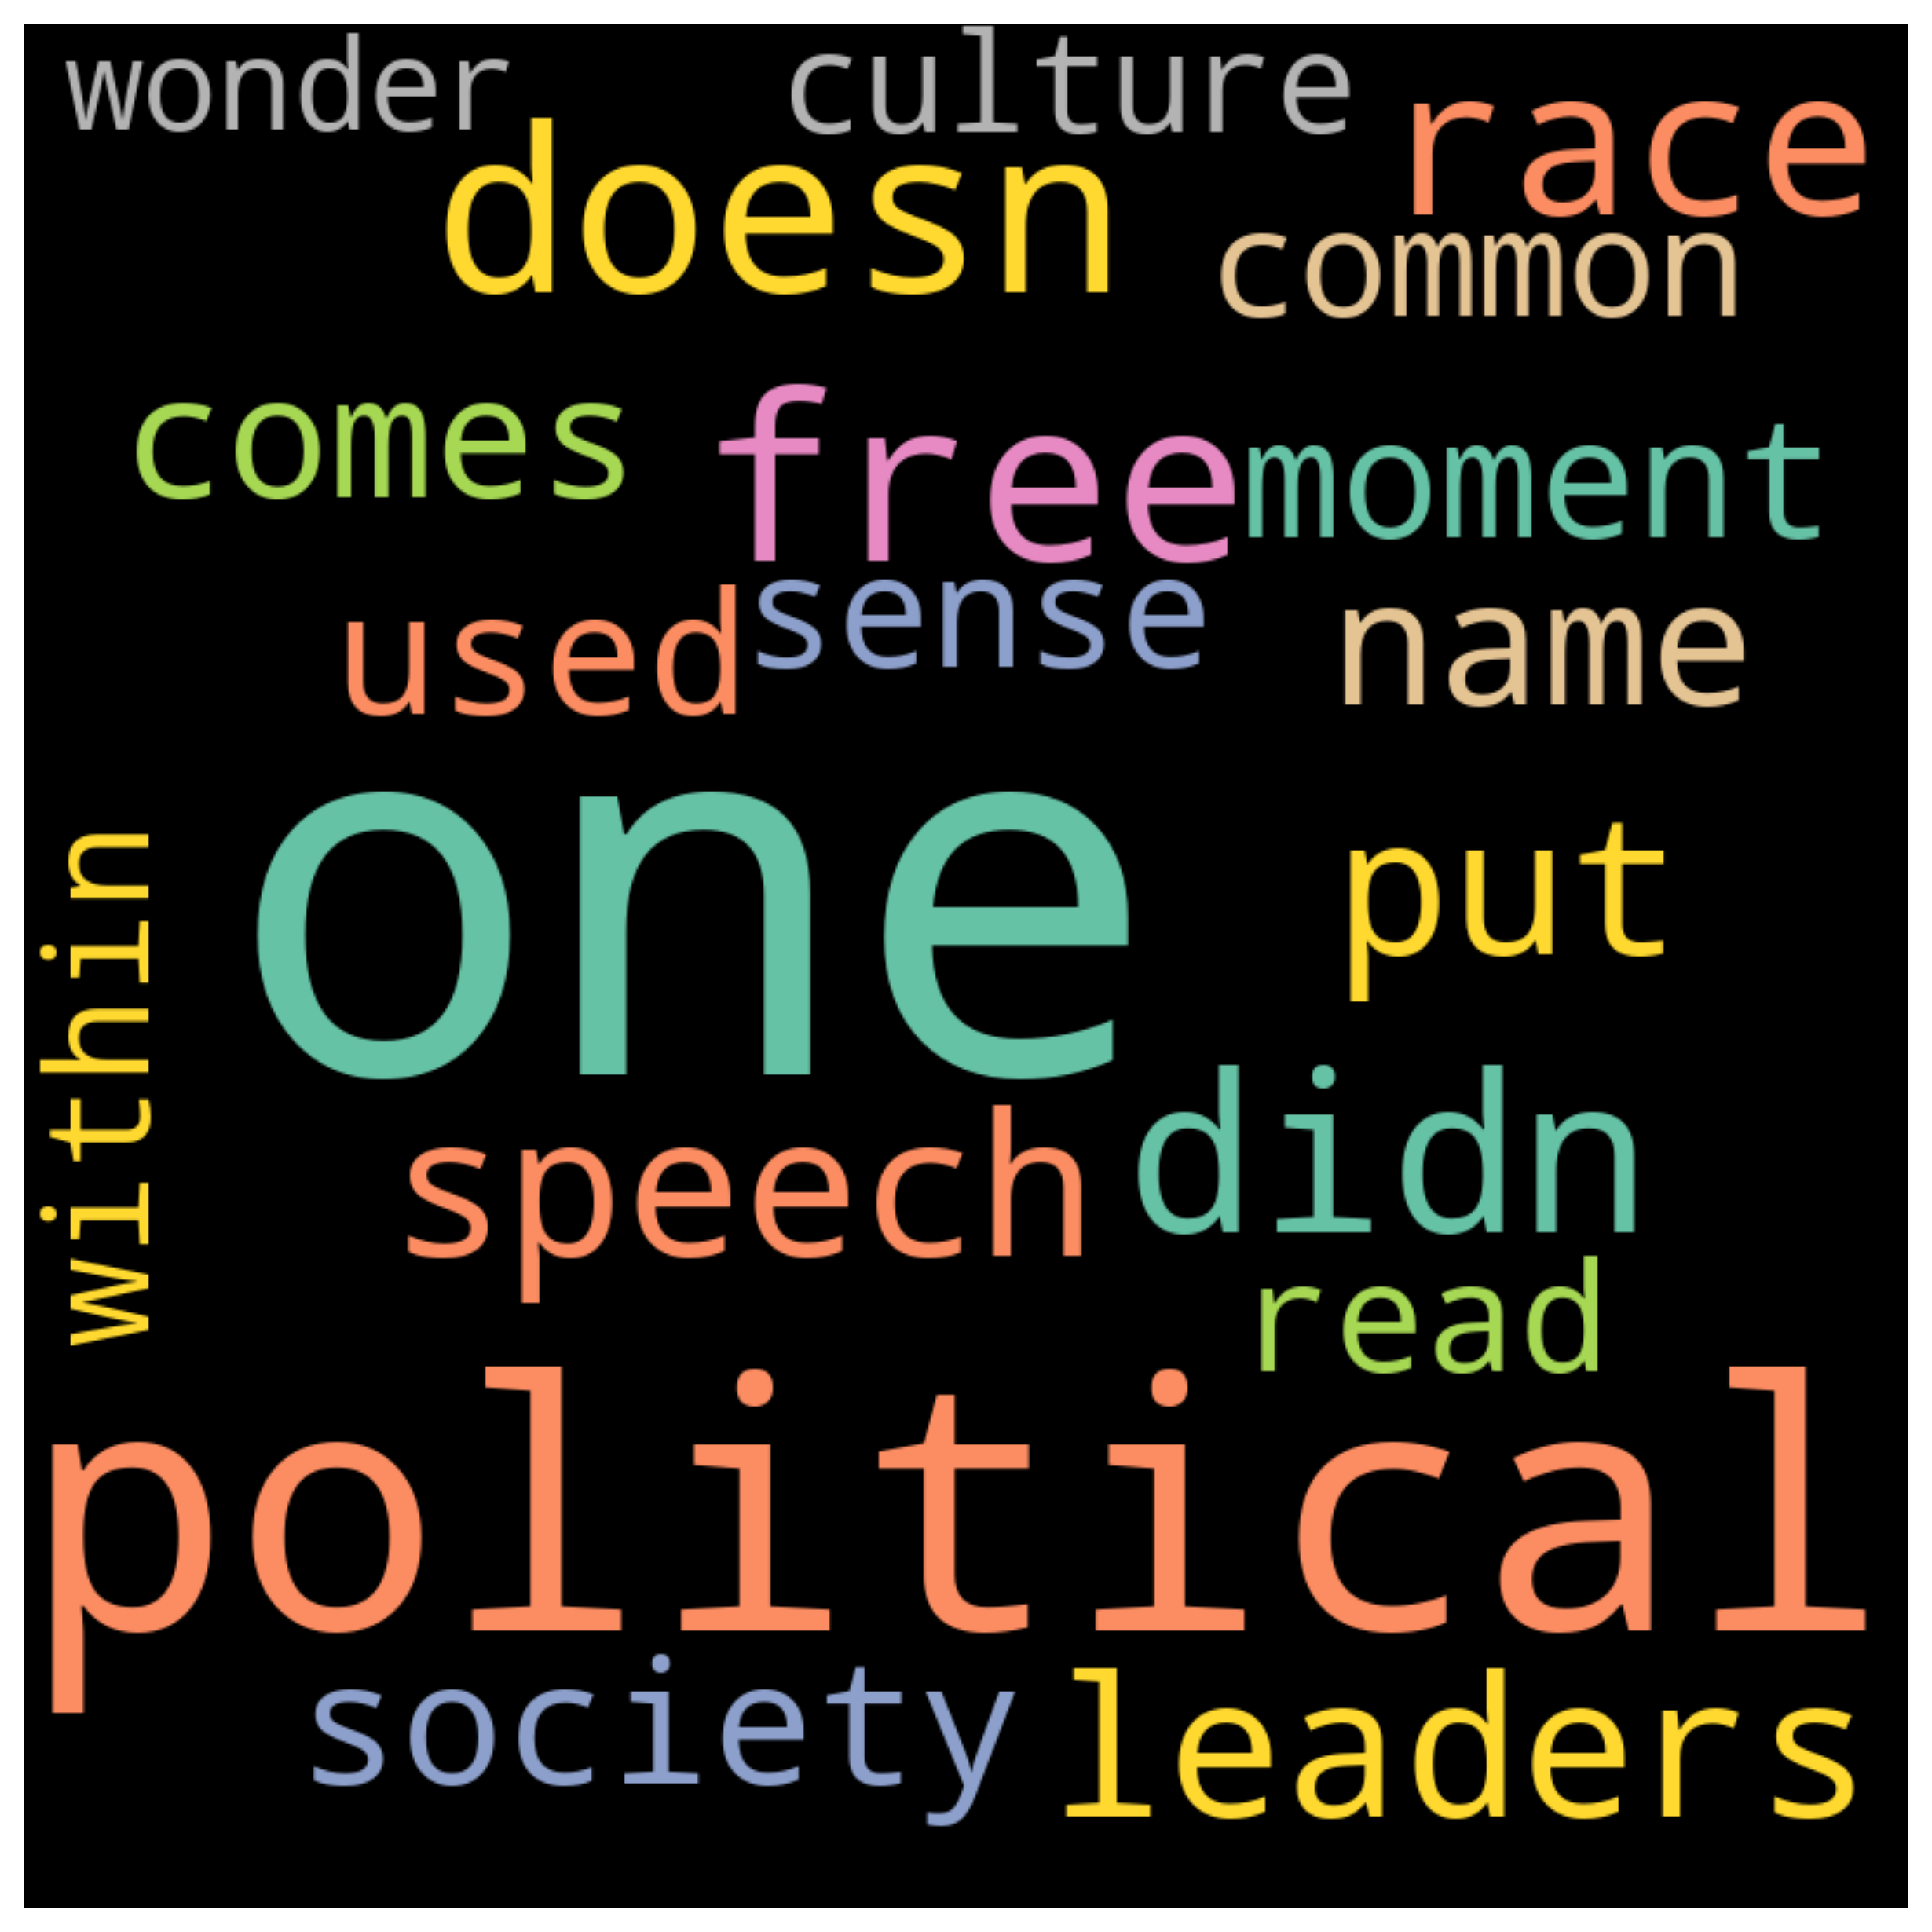 wonder culture
race
doesn
common
comes free moment
used sense name
one put
within
speech didn
read
political
society leaders